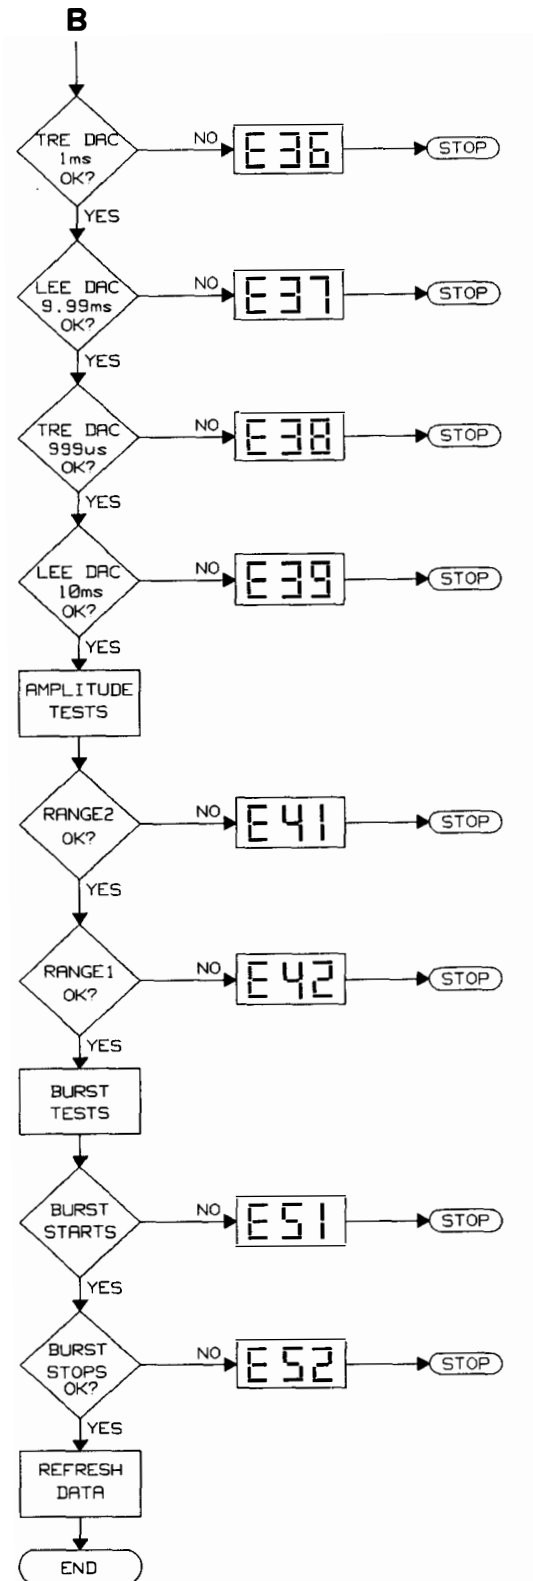 B
TRE DAC
1ms
OK?
NO
E36
STOP
YES
LEE DAC
9.99ms
OK?
NO
E37
STOP
YES
TRE DAC
999us
OK?
NO
E38
STOP
YES
LEE DAC
10ms
OK?
NO
E39
STOP
YES
AMPLITUDE
TESTS
RANGE2
OK?
NO
E41
STOP
YES
RANGE1
OK?
NO
E42
STOP
YES
BURST
TESTS
BURST
STARTS
NO
E51
STOP
YES
BURST
STOPS
OK?
NO
E52
STOP
YES
REFRESH
DATA
END